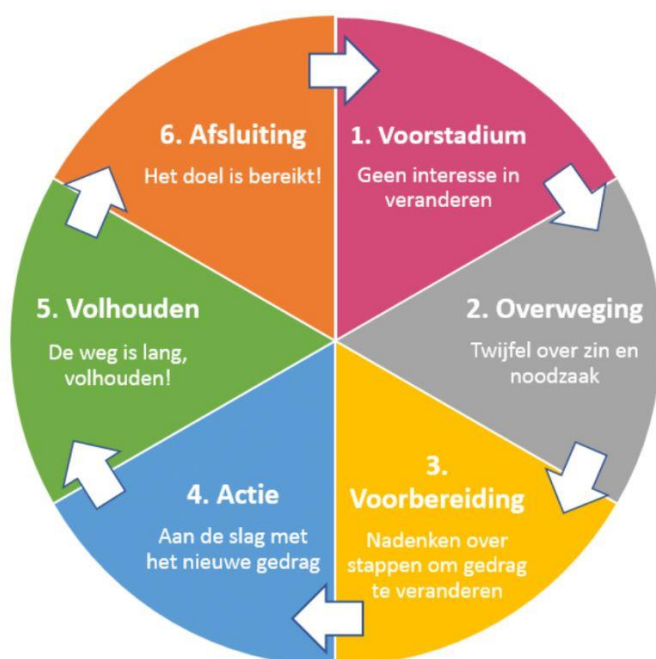 1. Voorstadium
Geen interesse in
veranderen
2. Overweging
Twijfel over zin en
noodzaak
3.
Voorbereiding
Nadenken over
stappen om gedrag
te veranderen
4. Actie
Aan de slag met
het nieuwe gedrag
5. Volhouden
De weg is lang,
volhouden!
6. Afsluiting
Het doel is bereikt!